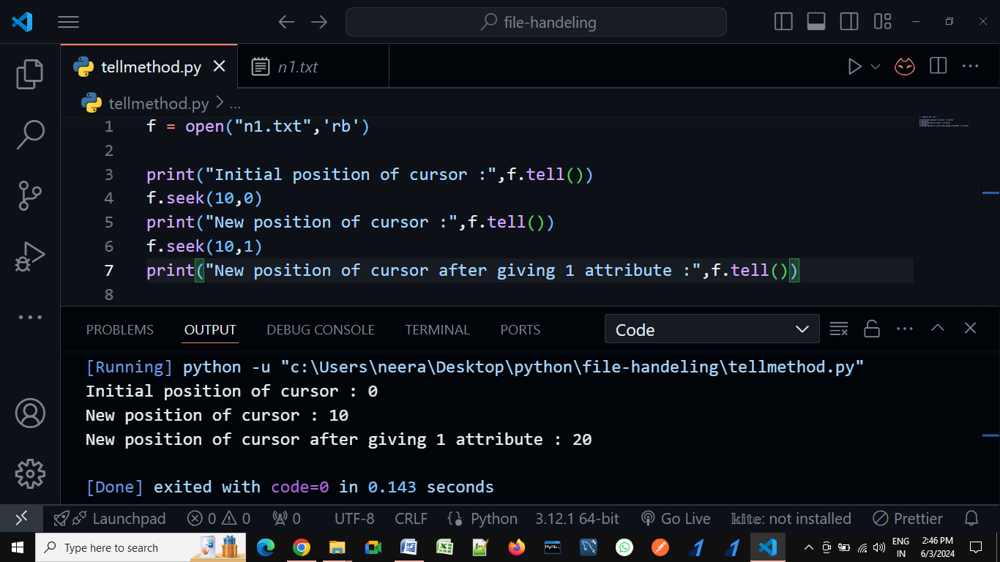 file-handeling
tellmethod.py
n1.txt
tellmethod.py > ...
1 f = open("n1.txt",'rb')
2
3 print("Initial position of cursor :",f.tell())
4 f.seek(10,0)
5 print("New position of cursor :",f.tell())
6 f.seek(10,1)
7 print("New position of cursor after giving 1 attribute :",f.tell())
8
PROBLEMS OUTPUT DEBUG CONSOLE TERMINAL PORTS Code
[Running] python -u "c:\Users\neera\Desktop\python\file-handeling\tellmethod.py"
Initial position of cursor : 0
New position of cursor : 10
New position of cursor after giving 1 attribute : 20
[Done] exited with code=0 in 0.143 seconds
Launchpad 0 0 0 UTF-8 CRLF Python 3.12.1 64-bit Go Live kite: not installed Prettier
Type here to search
ENG
IN
2:46 PM
6/3/2024